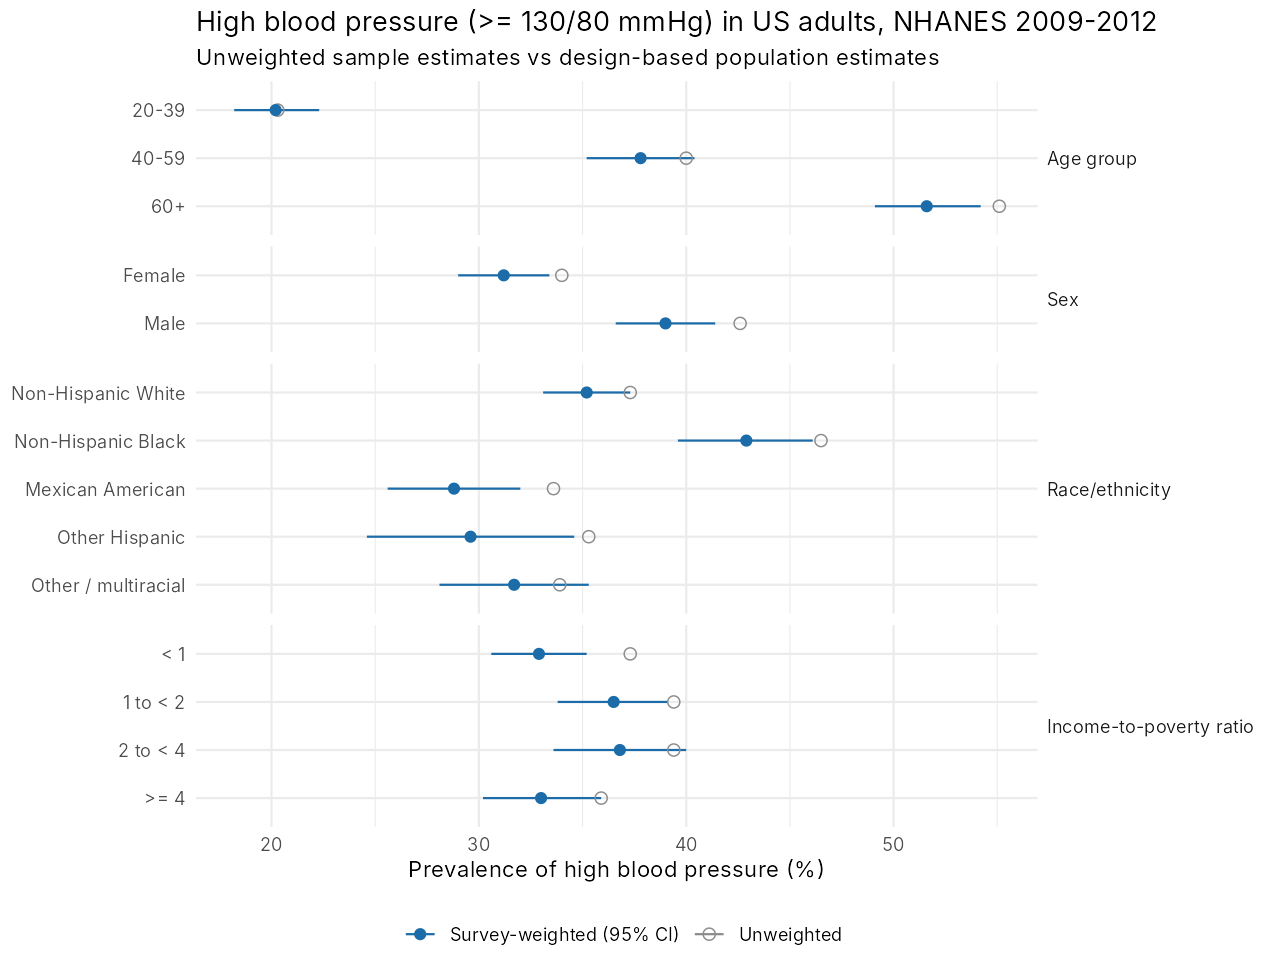 High blood pressure (>= 130/80 mmHg) in US adults, NHANES 2009-2012
Unweighted sample estimates vs design-based population estimates
20-39
40-59
60+
Age group
Female
Male
Sex
Non-Hispanic White
Non-Hispanic Black
Mexican American
Other Hispanic
Other / multiracial
Race/ethnicity
< 1
1 to < 2
2 to < 4
>= 4
Income-to-poverty ratio
20 30 40 50
Prevalence of high blood pressure (%)
Survey-weighted (95% CI) Unweighted